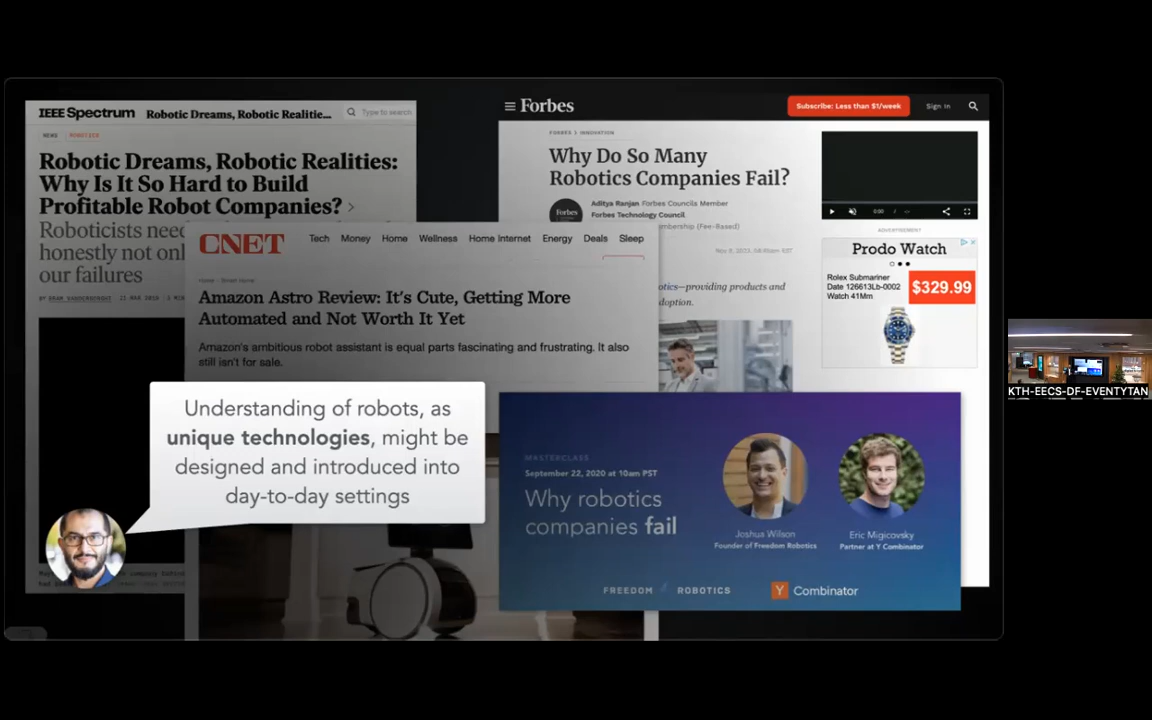 IEEE Spectrum
Robotic Dreams, Robotic Realitie...
Type to search
NEWS
ROBOTICS
Robotic Dreams, Robotic Realities:
Why Is It So Hard to Build
Profitable Robot Companies? >
Roboticists need
honestly not onl
our failures
CNET
Tech Money Home Wellness Home Internet Energy Deals Sleep
Amazon Astro Review: It's Cute, Getting More
Automated and Not Worth It Yet
Amazon's ambitious robot assistant is equal parts fascinating and frustrating. It also
still isn't for sale.
Forbes
Subscribe: Less than $1/week
Sign In
FORBES > INNOVATION
Why Do So Many
Robotics Companies Fail?
Forbes
Aditya Ranjan Forbes Councils Member
Forbes Technology Council
mbership (Fee-Based)
otics—providing products and
doption.
0:00
ADVERTISEMENT
Prodo Watch
Rolex Submariner
Date 126613Lb-0002
Watch 41Mm
$329.99
Understanding of robots, as
unique technologies, might be
designed and introduced into
day-to-day settings
MASTERCLASS
September 22, 2020 at 10am PST
Why robotics
companies fail
Joshua Wilson
Founder of Freedom Robotics
Eric Migicovsky
Partner at Y Combinator
FREEDOM ROBOTICS
Y Combinator
KTH-EECS-DF-EVENTYTAN